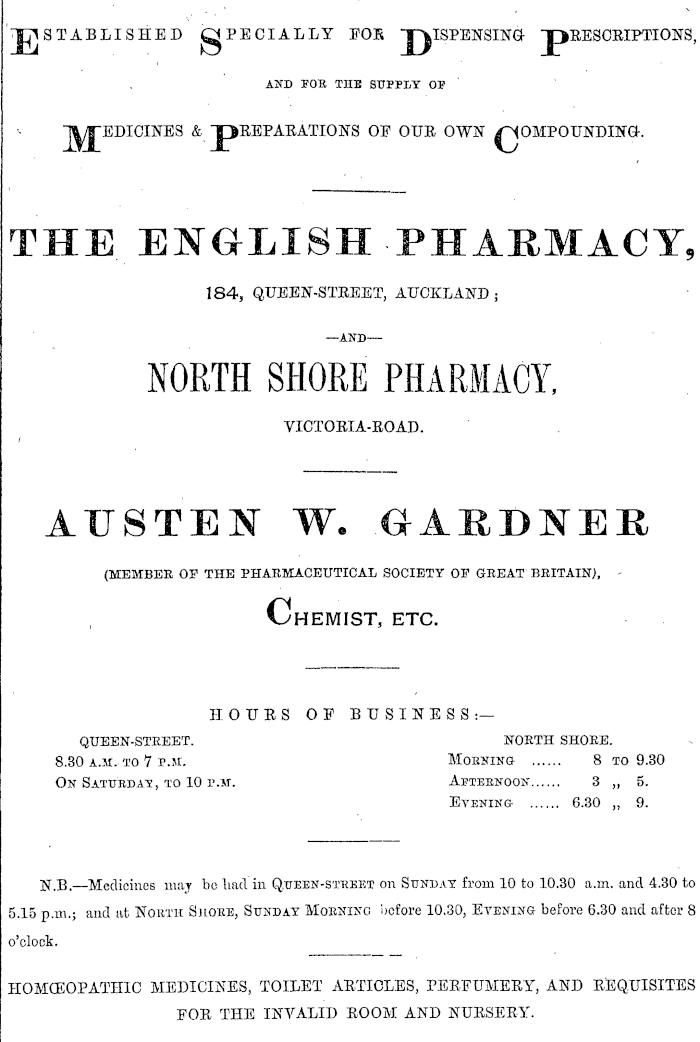 ESTABLISHED SPECIALLY FOR DISPENSING PRESCRIPTIONS,
AND FOR THE SUPPLY OF
MEDICINES & PREPARATIONS OF OUR OWN COMPOUNDING.
THE ENGLISH PHARMACY,
184, QUEEN-STREET, AUCKLAND;
—AND—
NORTH SHORE PHARMACY,
VICTORIA-ROAD.
AUSTEN W. GARDNER
(MEMBER OF THE PHARMACEUTICAL SOCIETY OF GREAT BRITAIN),
CHEMIST, ETC.
HOURS OF BUSINESS:—
QUEEN-STREET.
8.30 A.M. TO 7 P.M.
ON SATURDAY, TO 10 P.M.
NORTH SHORE.
MORNING ...... 8 TO 9.30
AFTERNOON...... 3 ,, 5.
EVENING ...... 6.30 ,, 9.
N.B.—Medicines may be had in QUEEN-STREET on SUNDAY from 10 to 10.30 a.m. and 4.30 to
5.15 p.m.; and at NORTH SHORE, SUNDAY MORNING before 10.30, EVENING before 6.30 and after 8
o'clock.
HOMŒOPATHIC MEDICINES, TOILET ARTICLES, PERFUMERY, AND REQUISITES
FOR THE INVALID ROOM AND NURSERY.